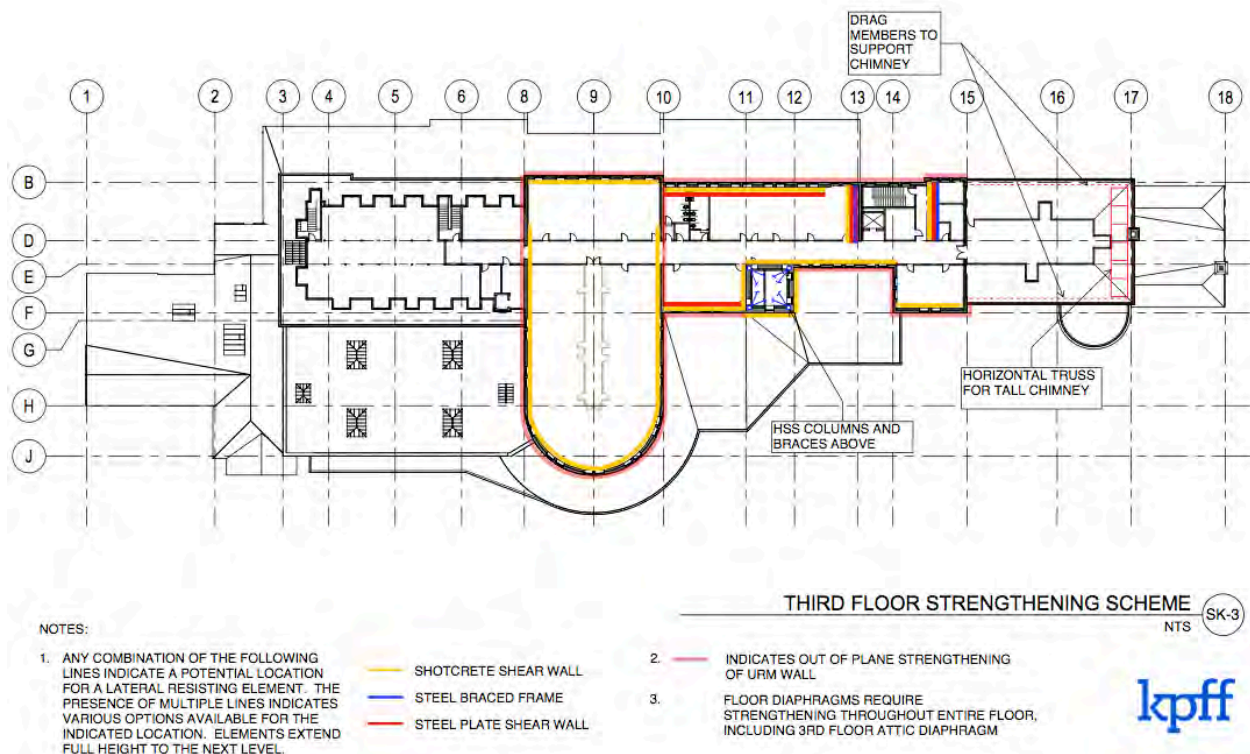 DRAG
MEMBERS TO
SUPPORT
CHIMNEY
1 2 3 4 5 6 8 9 10 11 12 13 14 15 16 17 18
B
D
E
F
G
H
J
HORIZONTAL TRUSS
FOR TALL CHIMNEY
HSS COLUMNS AND
BRACES ABOVE
THIRD FLOOR STRENGTHENING SCHEME
NTS
SK-3
NOTES:
1. ANY COMBINATION OF THE FOLLOWING
LINES INDICATE A POTENTIAL LOCATION
FOR A LATERAL RESISTING ELEMENT. THE
PRESENCE OF MULTIPLE LINES INDICATES
VARIOUS OPTIONS AVAILABLE FOR THE
INDICATED LOCATION. ELEMENTS EXTEND
FULL HEIGHT TO THE NEXT LEVEL.
SHOTCRETE SHEAR WALL
STEEL BRACED FRAME
STEEL PLATE SHEAR WALL
2. INDICATES OUT OF PLANE STRENGTHENING
OF URM WALL
3. FLOOR DIAPHRAGMS REQUIRE
STRENGTHENING THROUGHOUT ENTIRE FLOOR,
INCLUDING 3RD FLOOR ATTIC DIAPHRAGM
kpff